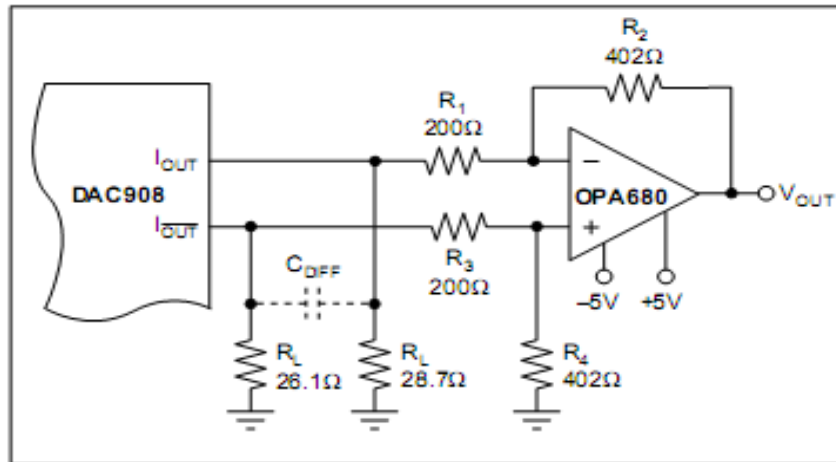 R2
402Ω
R1
200Ω
IOUT
–
DAC908
OPA680
VOUT
IOUT
+
R3
200Ω
CDIFF
–5V
+5V
RL
26.1Ω
RL
28.7Ω
R4
402Ω